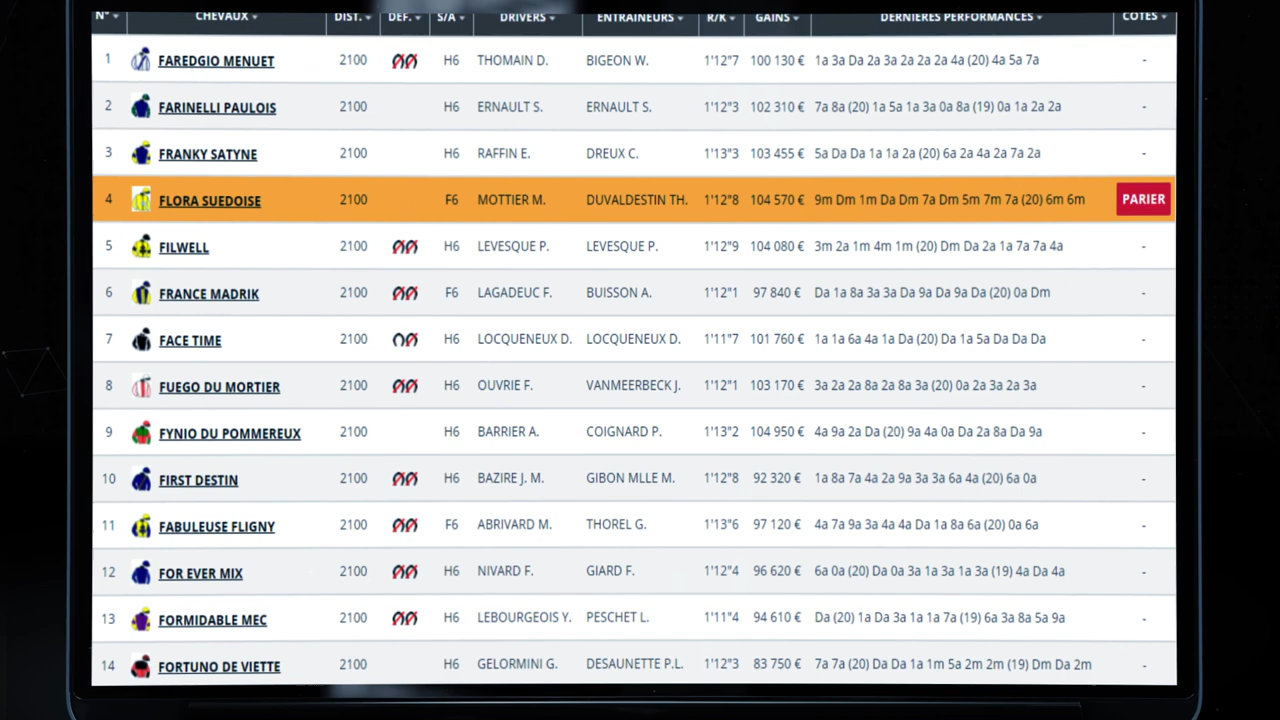 N° CHEVAUX DIST. DEF. S/A DRIVERS ENTRAINEURS R/K GAINS DERNIÈRES PERFORMANCES COTES
1 FAREDGIO MENUET 2100 H6 THOMAIN D. BIGEON W. 1'12"7 100 130 € 1a 3a Da 2a 3a 2a 2a 2a 4a (20) 4a 5a 7a -
2 FARINELLI PAULOIS 2100 H6 ERNAULT S. ERNAULT S. 1'12"3 102 310 € 7a 8a (20) 1a 5a 1a 3a 0a 8a (19) 0a 1a 2a 2a -
3 FRANKY SATYNE 2100 H6 RAFFIN E. DREUX C. 1'13"3 103 455 € 5a Da Da 1a 1a 2a (20) 6a 2a 4a 2a 7a 2a -
4 FLORA SUEDOISE 2100 F6 MOTTIER M. DUVALDESTIN TH. 1'12"8 104 570 € 9m Dm 1m Da Dm 7a Dm 5m 7m 7a (20) 6m 6m PARIER
5 FILWELL 2100 H6 LEVESQUE P. LEVESQUE P. 1'12"9 104 080 € 3m 2a 1m 4m 1m (20) Dm Da 2a 1a 7a 7a 4a -
6 FRANCE MADRIK 2100 F6 LAGADEUC F. BUISSON A. 1'12"1 97 840 € Da 1a 8a 3a 3a Da 9a Da 9a Da (20) 0a Dm -
7 FACE TIME 2100 H6 LOCQUENEUX D. LOCQUENEUX D. 1'11"7 101 760 € 1a 1a 6a 4a 1a Da (20) Da 1a 5a Da Da Da -
8 FUEGO DU MORTIER 2100 H6 OUVRIE F. VANMEERBECK J. 1'12"1 103 170 € 3a 2a 2a 8a 2a 8a 3a (20) 0a 2a 3a 2a 3a -
9 FYNIO DU POMMEREUX 2100 H6 BARRIER A. COIGNARD P. 1'13"2 104 950 € 4a 9a 2a Da (20) 9a 4a 0a Da 2a 8a Da 9a -
10 FIRST DESTIN 2100 H6 BAZIRE J. M. GIBON MLLE M. 1'12"8 92 320 € 1a 8a 7a 4a 2a 9a 3a 3a 6a 4a (20) 6a 0a -
11 FABULEUSE FLIGNY 2100 F6 ABRIVARD M. THOREL G. 1'13"6 97 120 € 4a 7a 9a 3a 4a 4a Da 1a 8a 6a (20) 0a 6a -
12 FOR EVER MIX 2100 H6 NIVARD F. GIARD F. 1'12"4 96 620 € 6a 0a (20) Da 0a 3a 1a 3a 1a 3a (19) 4a Da 4a -
13 FORMIDABLE MEC 2100 H6 LEBOURGEOIS Y. PESCHET L. 1'11"4 94 610 € Da (20) 1a Da 3a 1a 1a 7a (19) 6a 3a 8a 5a 9a -
14 FORTUNO DE VIETTE 2100 H6 GELORMINI G. DESAUNETTE P.L. 1'12"3 83 750 € 7a 7a (20) Da Da 1a 1m 5a 2m 2m (19) Dm Da 2m -